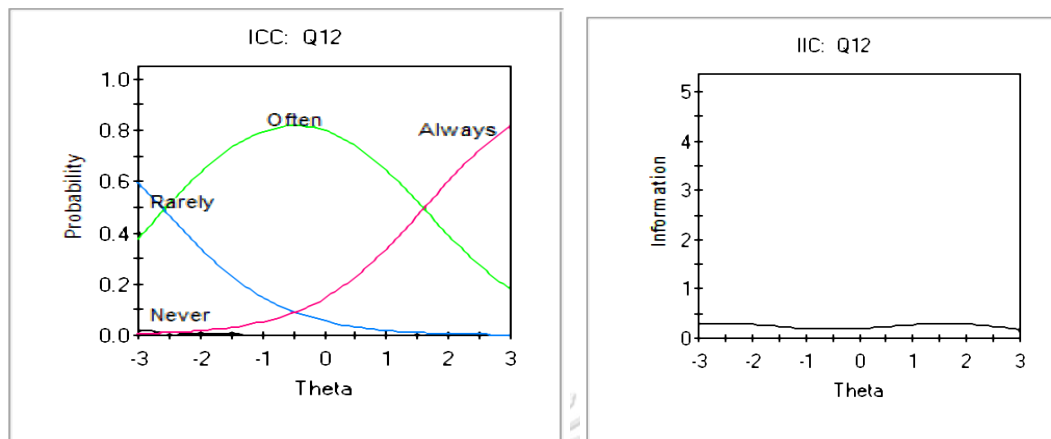 ICC: Q12
1.0
0.8
0.6
0.4
0.2
0.0
Probability
Often
Always
Rarely
Never
-3
-2
-1
0
1
2
3
Theta
IIC: Q12
5
4
3
2
1
0
Information
-3
-2
-1
0
1
2
3
Theta